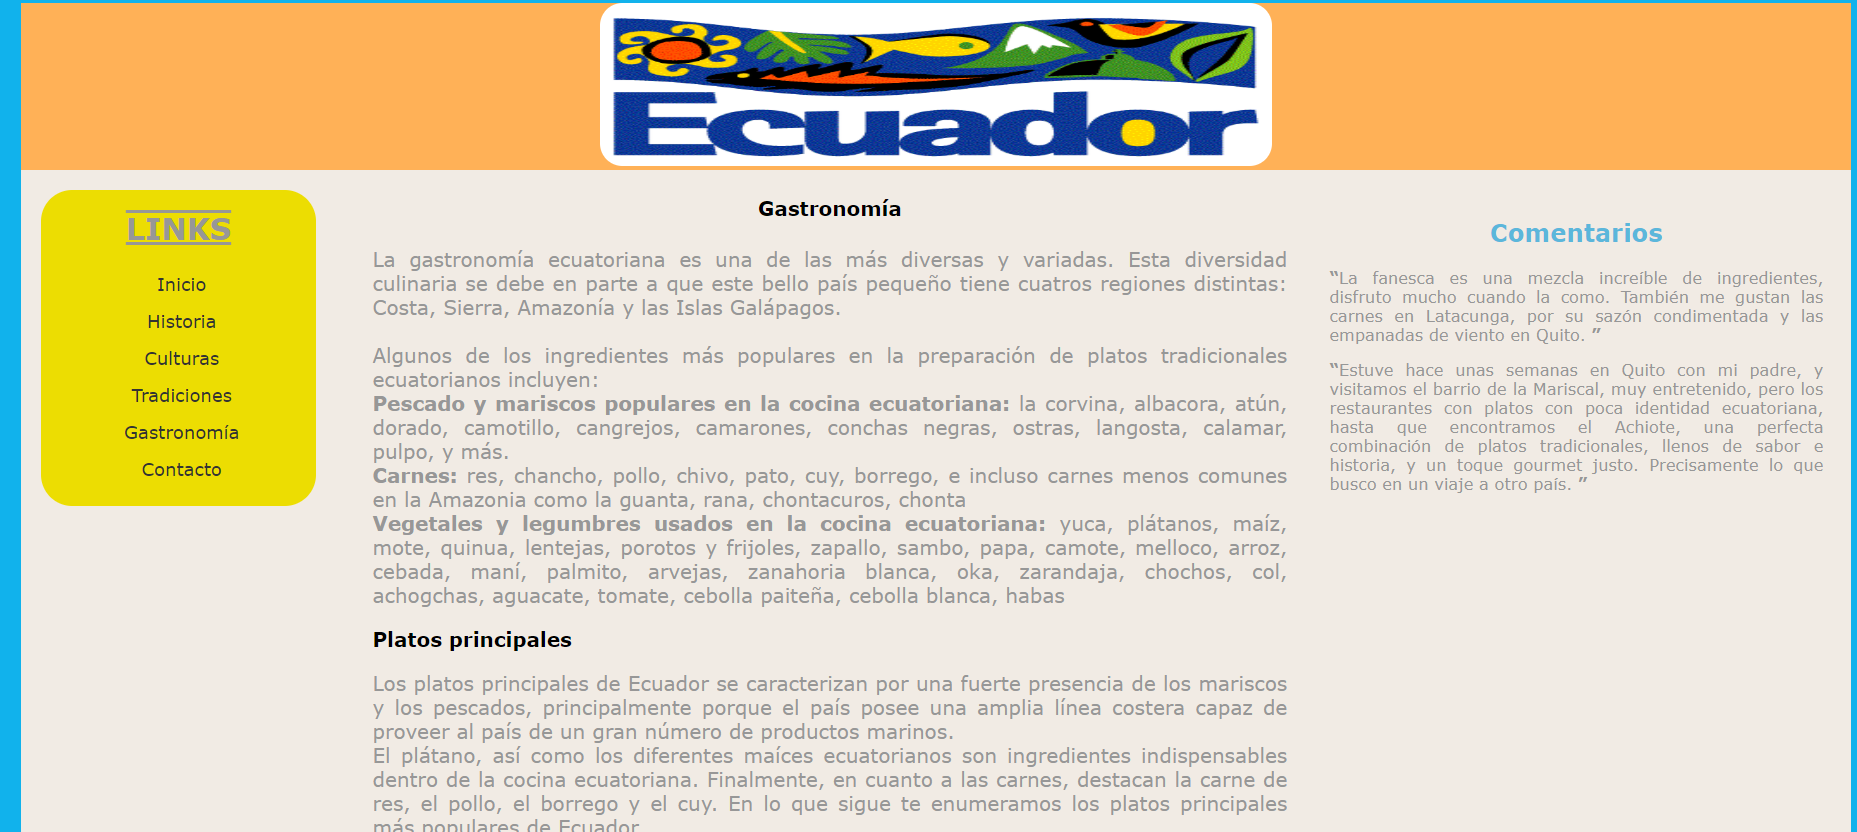 Ecuador
LINKS
Inicio
Historia
Culturas
Tradiciones
Gastronomía
Contacto
Gastronomía
La gastronomía ecuatoriana es una de las más diversas y variadas. Esta diversidad
culinaria se debe en parte a que este bello país pequeño tiene cuatros regiones distintas:
Costa, Sierra, Amazonía y las Islas Galápagos.
Algunos de los ingredientes más populares en la preparación de platos tradicionales
ecuatorianos incluyen:
Pescado y mariscos populares en la cocina ecuatoriana: la corvina, albacora, atún,
dorado, camotillo, cangrejos, camarones, conchas negras, ostras, langosta, calamar,
pulpo, y más.
Carnes: res, chancho, pollo, chivo, pato, cuy, borrego, e incluso carnes menos comunes
en la Amazonia como la guanta, rana, chontacuros, chonta
Vegetales y legumbres usados en la cocina ecuatoriana: yuca, plátanos, maíz,
mote, quinua, lentejas, porotos y frijoles, zapallo, sambo, papa, camote, melloco, arroz,
cebada, maní, palmito, arvejas, zanahoria blanca, oka, zarandaja, chochos, col,
achogchas, aguacate, tomate, cebolla paiteña, cebolla blanca, habas
Platos principales
Los platos principales de Ecuador se caracterizan por una fuerte presencia de los mariscos
y los pescados, principalmente porque el país posee una amplia línea costera capaz de
proveer al país de un gran número de productos marinos.
El plátano, así como los diferentes maíces ecuatorianos son ingredientes indispensables
dentro de la cocina ecuatoriana. Finalmente, en cuanto a las carnes, destacan la carne de
res, el pollo, el borrego y el cuy. En lo que sigue te enumeramos los platos principales
más populares de Ecuador
Comentarios
“La fanesca es una mezcla increíble de ingredientes,
disfruto mucho cuando la como. También me gustan las
carnes en Latacunga, por su sazón condimentada y las
empanadas de viento en Quito. ”
“Estuve hace unas semanas en Quito con mi padre, y
visitamos el barrio de la Mariscal, muy entretenido, pero los
restaurantes con platos con poca identidad ecuatoriana,
hasta que encontramos el Achiote, una perfecta
combinación de platos tradicionales, llenos de sabor e
historia, y un toque gourmet justo. Precisamente lo que
busco en un viaje a otro país. ”